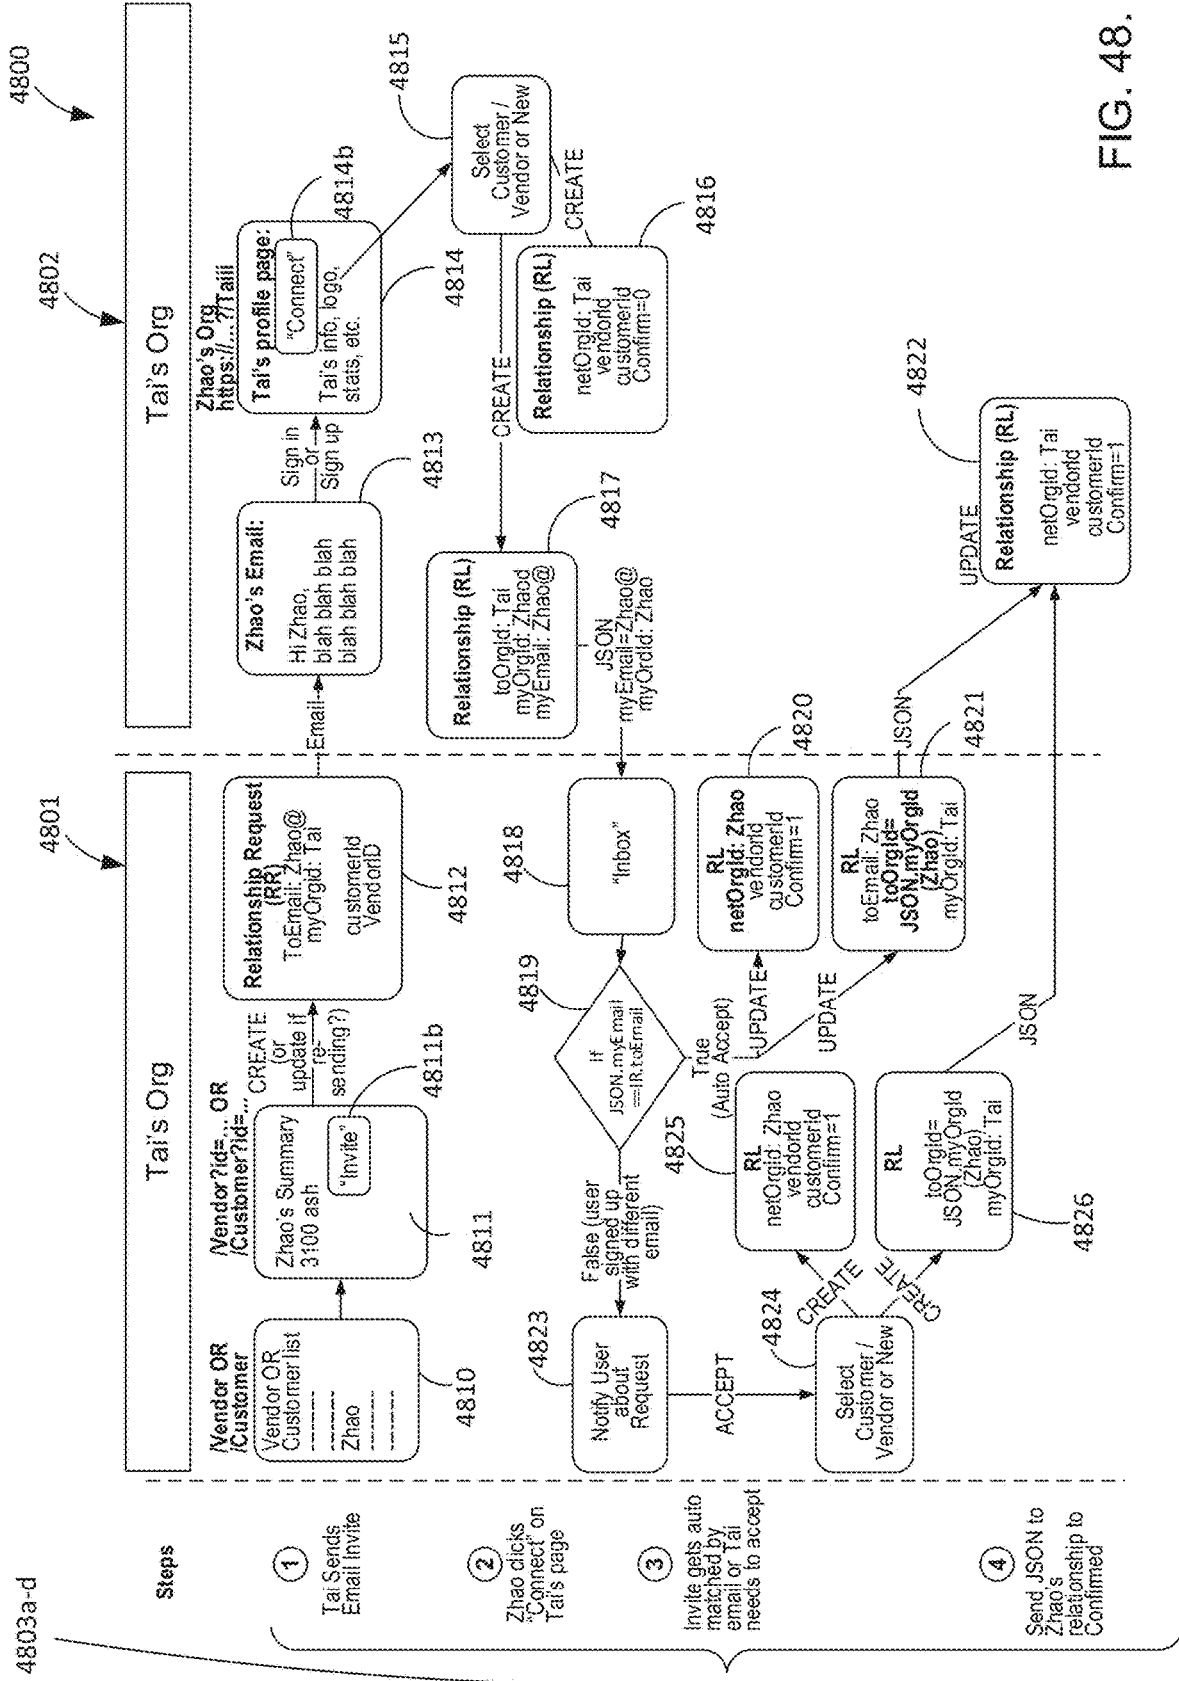 4800
4801
4802
4803a-d
Steps
Tai's Org
Tai's Org
1
Tai Sends
Email Invite
/Vendor OR
/Customer
Vendor OR
Customer list
Zhao
4810
/Vendor?id=... OR
/Customer?id=...
Zhao's Summary
3100 ash
"Invite"
4811
4811b
CREATE
(or
update if
re-
sending?)
Relationship Request
(RR)
ToEmail: Zhao@
myOrgid: Tai
customerId
VendorID
4812
Email
Zhao's Email:
Hi Zhao,
blah blah blah
blah blah blah
4813
Sign in
or
Sign up
Zhao's Org
https://...?/Taiii
Tai's profile page:
"Connect"
Tai's info, logo,
stats, etc.
4814
4814b
2
Zhao clicks
"Connect" on
Tai's page
Select
Customer /
Vendor or New
4815
CREATE
Relationship (RL)
netOrgId: Tai
vendorId
customerId
Confirm=0
4816
CREATE
Relationship (RL)
toOrgId: Tai
myOrgId: Zhaod
myEmail: Zhao@
4817
JSON
myEmail=Zhao@
myOrdId: Zhao
3
Invite gets auto
matched by
email or Tai
needs to accept
"Inbox"
4818
If
JSON.myEmail
==IR.toEmail
4819
True
(Auto Accept)
UPDATE
UPDATE
RL
netOrgId: Zhao
vendorId
customerId
Confirm=1
4820
RL
toEmail: Zhao
toOrgId=
JSON.myOrgId
(Zhao)
myOrgId: Tai
4821
JSON
False (user
signed up
with different
email)
Notify User
about
Request
4823
ACCEPT
Select
Customer /
Vendor or New
4824
CREATE
CREATE
RL
netOrgId: Zhao
vendorId
customerId
Confirm=1
4825
RL
toOrgId=
JSON.myOrgId
(Zhao)
myOrgId: Tai
4826
JSON
4
Send JSON to
Zhao's
relationship to
Confirmed
UPDATE
Relationship (RL)
netOrgId: Tai
vendorId
customerId
Confirm=1
4822
FIG. 48.